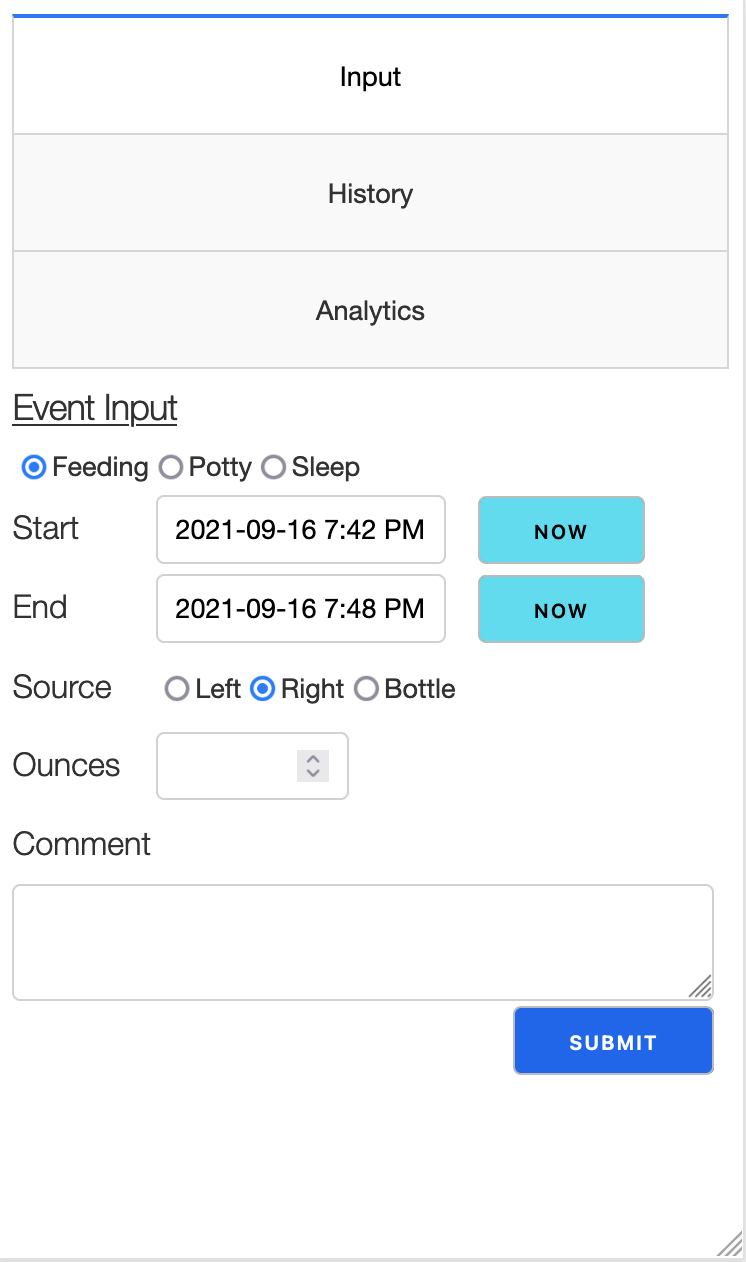 Input
History
Analytics
Event Input
Feeding Potty Sleep
Start 2021-09-16 7:42 PM NOW
End 2021-09-16 7:48 PM NOW
Source Left Right Bottle
Ounces
Comment
SUBMIT